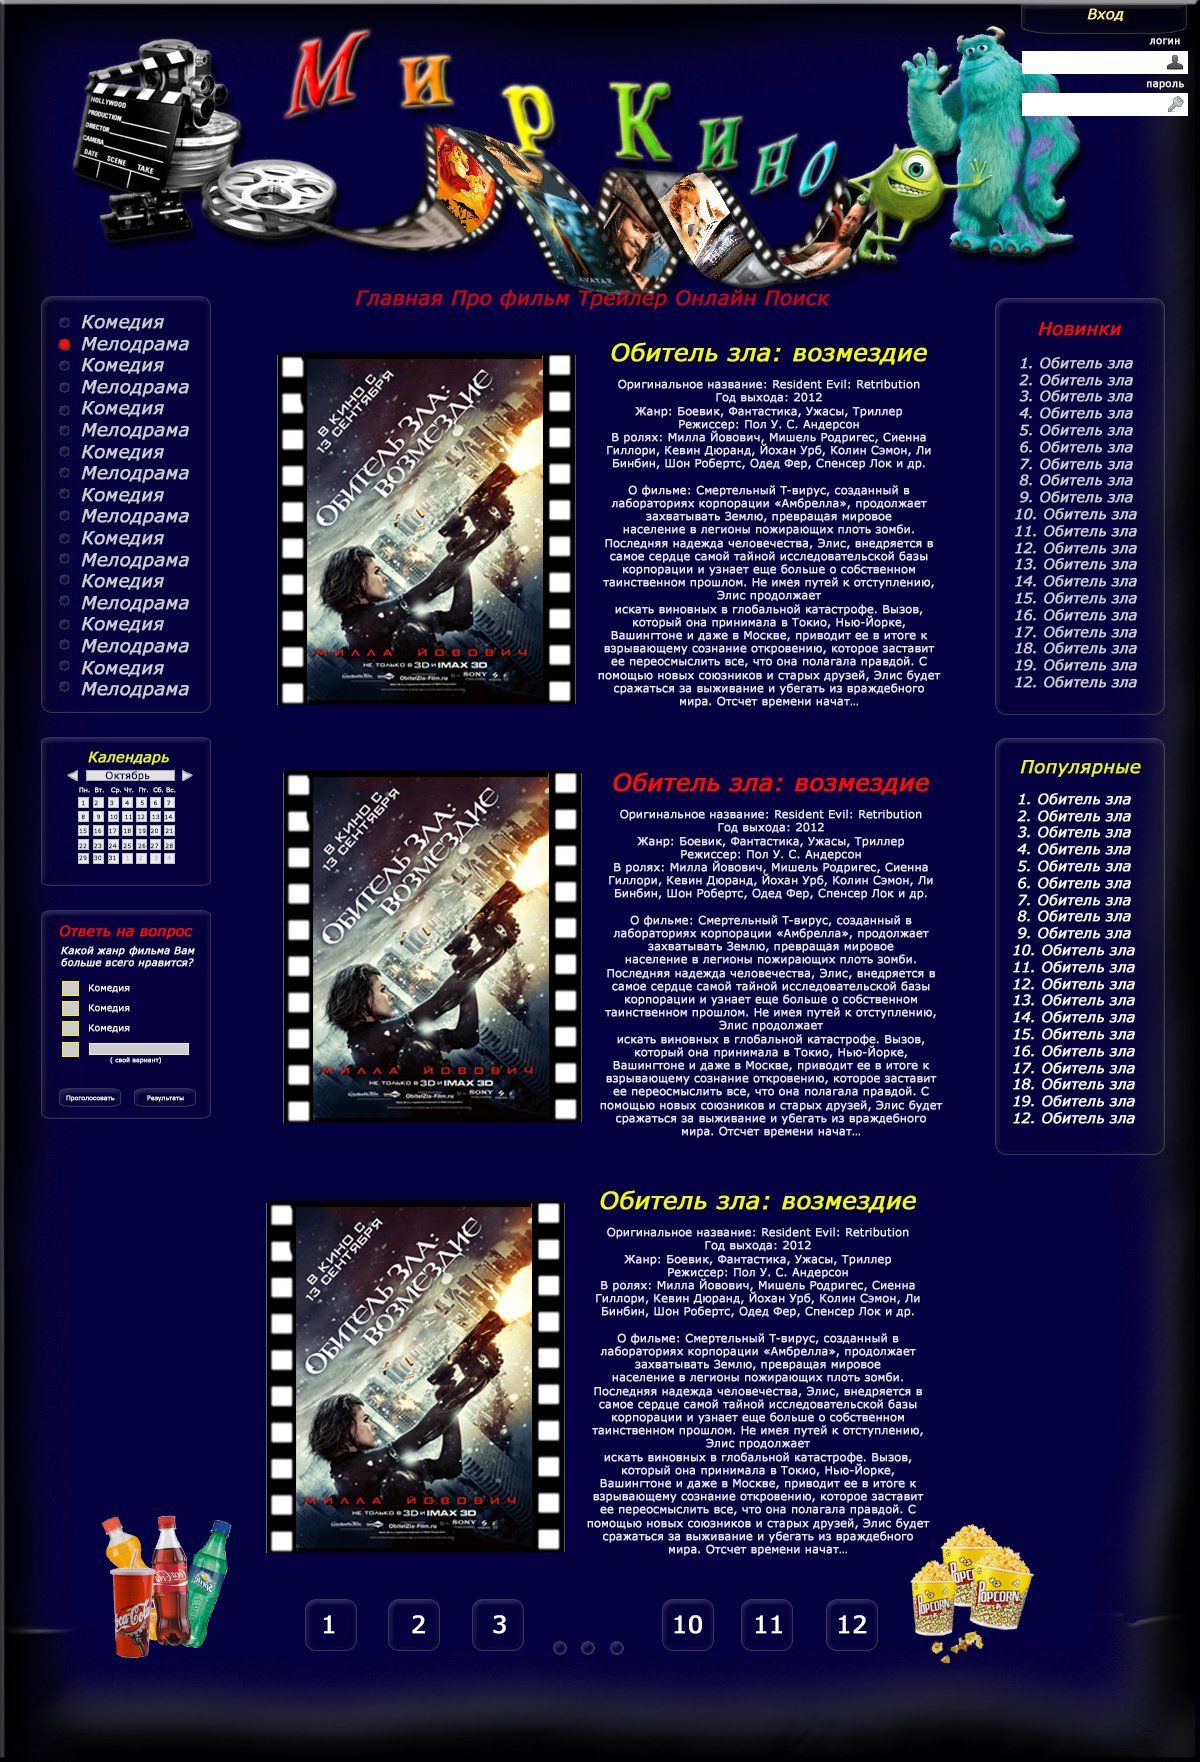 Вход
логин
пароль
Мир Кино
HOLLYWOOD
PRODUCTION
DIRECTOR
CAMERA
DATE SCENE TAKE
AVATAR
Главная Про фильм Трейлер Онлайн Поиск
Комедия
Мелодрама
Комедия
Мелодрама
Комедия
Мелодрама
Комедия
Мелодрама
Комедия
Мелодрама
Комедия
Мелодрама
Комедия
Мелодрама
Комедия
Мелодрама
Комедия
Мелодрама
Календарь
Октябрь
Пн. Вт. Ср. Чт. Пт. Сб. Вс.
1 2 3 4 5 6 7
8 9 10 11 12 13 14
15 16 17 18 19 20 21
22 23 24 25 26 27 28
29 30 31 1 2 3 4
Ответь на вопрос
Какой жанр фильма Вам
больше всего нравится?
Комедия
Комедия
Комедия
( свой вариант)
Проголосовать Результаты
В КИНО С
13 СЕНТЯБРЯ
ОБИТЕЛЬ ЗЛА:
ВОЗМЕЗДИЕ
МИЛЛА ЙОВОВИЧ
НЕ ТОЛЬКО В 3D И IMAX 3D
ObitelZla-Film.ru
SONY
Обитель зла: возмездие
Оригинальное название: Resident Evil: Retribution
Год выхода: 2012
Жанр: Боевик, Фантастика, Ужасы, Триллер
Режиссер: Пол У. С. Андерсон
В ролях: Милла Йовович, Мишель Родригес, Сиенна
Гиллори, Кевин Дюранд, Йохан Урб, Колин Сэмон, Ли
Бинбин, Шон Робертс, Одед Фер, Спенсер Лок и др.
О фильме: Смертельный Т-вирус, созданный в
лабораториях корпорации «Амбрелла», продолжает
захватывать Землю, превращая мировое
население в легионы пожирающих плоть зомби.
Последняя надежда человечества, Элис, внедряется в
самое сердце самой тайной исследовательской базы
корпорации и узнает еще больше о собственном
таинственном прошлом. Не имея путей к отступлению,
Элис продолжает
искать виновных в глобальной катастрофе. Вызов,
который она принимала в Токио, Нью-Йорке,
Вашингтоне и даже в Москве, приводит ее в итоге к
взрывающему сознание откровению, которое заставит
ее переосмыслить все, что она полагала правдой. С
помощью новых союзников и старых друзей, Элис будет
сражаться за выживание и убегать из враждебного
мира. Отсчет времени начат...
В КИНО С
13 СЕНТЯБРЯ
ОБИТЕЛЬ ЗЛА:
ВОЗМЕЗДИЕ
МИЛЛА ЙОВОВИЧ
НЕ ТОЛЬКО В 3D И IMAX 3D
ObitelZla-Film.ru
SONY
Обитель зла: возмездие
Оригинальное название: Resident Evil: Retribution
Год выхода: 2012
Жанр: Боевик, Фантастика, Ужасы, Триллер
Режиссер: Пол У. С. Андерсон
В ролях: Милла Йовович, Мишель Родригес, Сиенна
Гиллори, Кевин Дюранд, Йохан Урб, Колин Сэмон, Ли
Бинбин, Шон Робертс, Одед Фер, Спенсер Лок и др.
О фильме: Смертельный Т-вирус, созданный в
лабораториях корпорации «Амбрелла», продолжает
захватывать Землю, превращая мировое
население в легионы пожирающих плоть зомби.
Последняя надежда человечества, Элис, внедряется в
самое сердце самой тайной исследовательской базы
корпорации и узнает еще больше о собственном
таинственном прошлом. Не имея путей к отступлению,
Элис продолжает
искать виновных в глобальной катастрофе. Вызов,
который она принимала в Токио, Нью-Йорке,
Вашингтоне и даже в Москве, приводит ее в итоге к
взрывающему сознание откровению, которое заставит
ее переосмыслить все, что она полагала правдой. С
помощью новых союзников и старых друзей, Элис будет
сражаться за выживание и убегать из враждебного
мира. Отсчет времени начат...
В КИНО С
13 СЕНТЯБРЯ
ОБИТЕЛЬ ЗЛА:
ВОЗМЕЗДИЕ
МИЛЛА ЙОВОВИЧ
НЕ ТОЛЬКО В 3D И IMAX 3D
ObitelZla-Film.ru
SONY
Обитель зла: возмездие
Оригинальное название: Resident Evil: Retribution
Год выхода: 2012
Жанр: Боевик, Фантастика, Ужасы, Триллер
Режиссер: Пол У. С. Андерсон
В ролях: Милла Йовович, Мишель Родригес, Сиенна
Гиллори, Кевин Дюранд, Йохан Урб, Колин Сэмон, Ли
Бинбин, Шон Робертс, Одед Фер, Спенсер Лок и др.
О фильме: Смертельный Т-вирус, созданный в
лабораториях корпорации «Амбрелла», продолжает
захватывать Землю, превращая мировое
население в легионы пожирающих плоть зомби.
Последняя надежда человечества, Элис, внедряется в
самое сердце самой тайной исследовательской базы
корпорации и узнает еще больше о собственном
таинственном прошлом. Не имея путей к отступлению,
Элис продолжает
искать виновных в глобальной катастрофе. Вызов,
который она принимала в Токио, Нью-Йорке,
Вашингтоне и даже в Москве, приводит ее в итоге к
взрывающему сознание откровению, которое заставит
ее переосмыслить все, что она полагала правдой. С
помощью новых союзников и старых друзей, Элис будет
сражаться за выживание и убегать из враждебного
мира. Отсчет времени начат...
Новинки
1. Обитель зла
2. Обитель зла
3. Обитель зла
4. Обитель зла
5. Обитель зла
6. Обитель зла
7. Обитель зла
8. Обитель зла
9. Обитель зла
10. Обитель зла
11. Обитель зла
12. Обитель зла
13. Обитель зла
14. Обитель зла
15. Обитель зла
16. Обитель зла
17. Обитель зла
18. Обитель зла
19. Обитель зла
12. Обитель зла
Популярные
1. Обитель зла
2. Обитель зла
3. Обитель зла
4. Обитель зла
5. Обитель зла
6. Обитель зла
7. Обитель зла
8. Обитель зла
9. Обитель зла
10. Обитель зла
11. Обитель зла
12. Обитель зла
13. Обитель зла
14. Обитель зла
15. Обитель зла
16. Обитель зла
17. Обитель зла
18. Обитель зла
19. Обитель зла
12. Обитель зла
Coca-Cola
Coca-Cola
Sprite
POPCORN
POPCORN
POPCORN
1 2 3 10 11 12